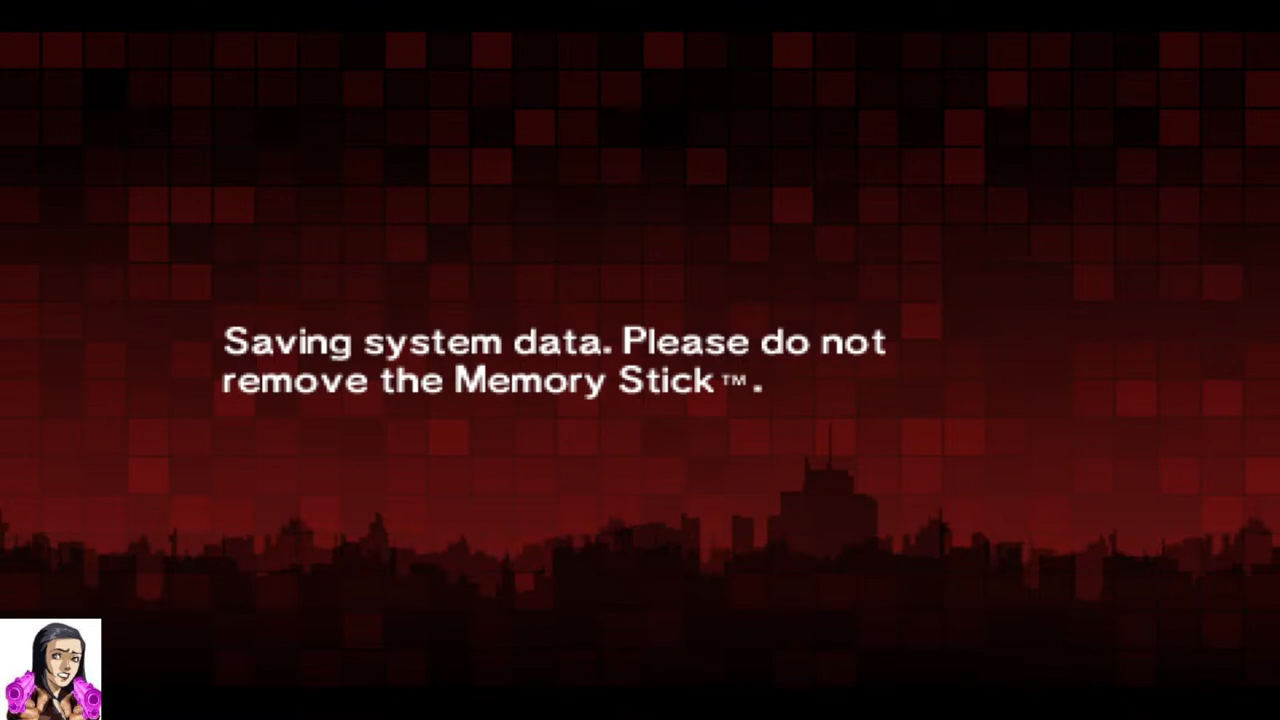 Saving system data. Please do not
remove the Memory Stick™.